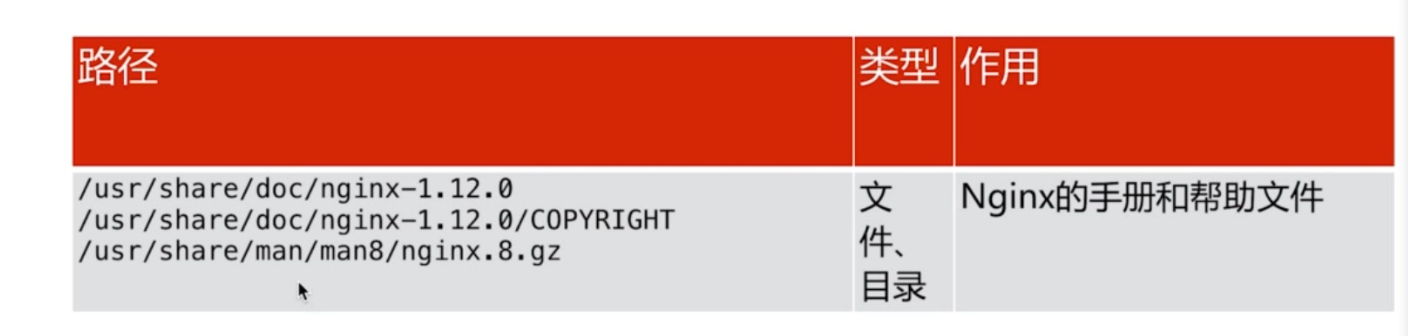 路径 类型 作用
/usr/share/doc/nginx-1.12.0
/usr/share/doc/nginx-1.12.0/COPYRIGHT
/usr/share/man/man8/nginx.8.gz
文
件、
目录
Nginx的手册和帮助文件